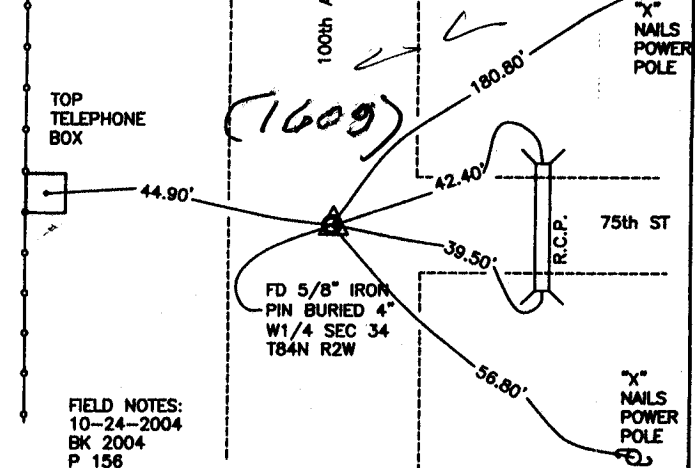 "X"
NAILS
POWER
POLE
100th A
180.80'
TOP
TELEPHONE
BOX
(1609)
42.40'
44.90'
75th ST
R.C.P.
39.50'
FD 5/8" IRON
PIN BURIED 4"
W1/4 SEC 34
T84N R2W
56.80'
"X"
NAILS
POWER
POLE
FIELD NOTES:
10-24-2004
BK 2004
P 156